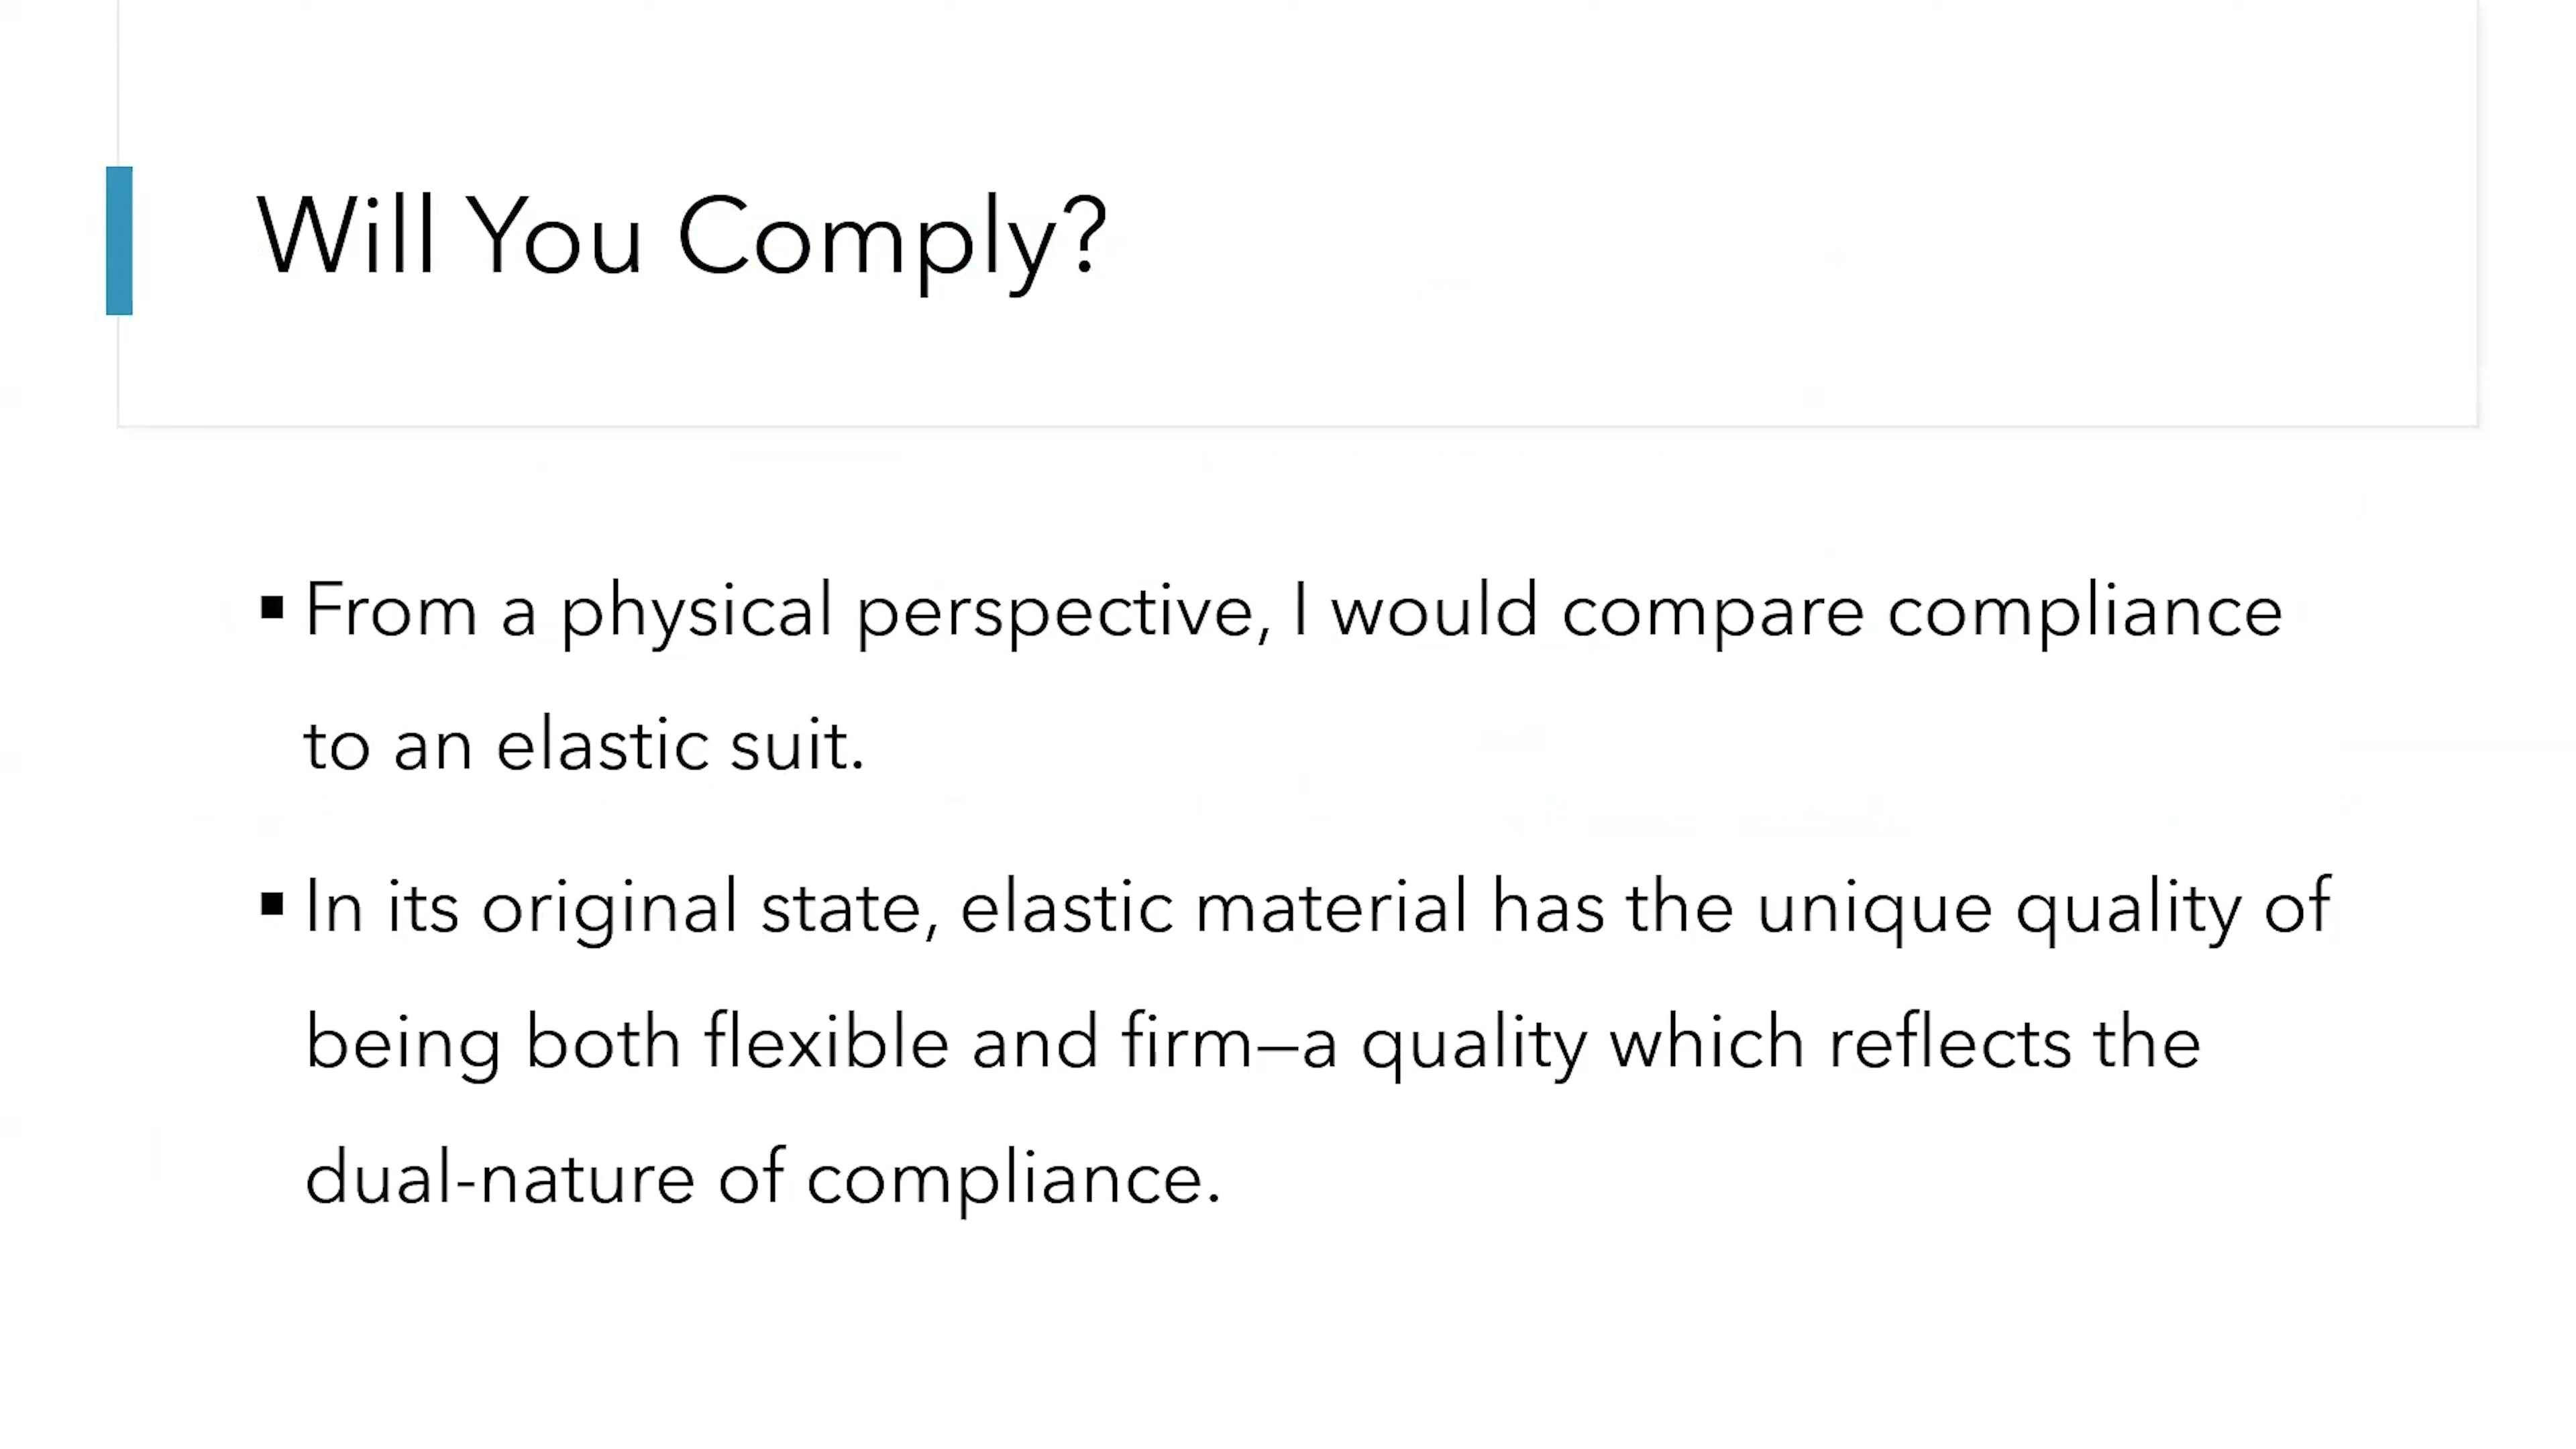 Will You Comply?
▪ From a physical perspective, I would compare compliance
to an elastic suit.
▪ In its original state, elastic material has the unique quality of
being both flexible and firm—a quality which reflects the
dual-nature of compliance.